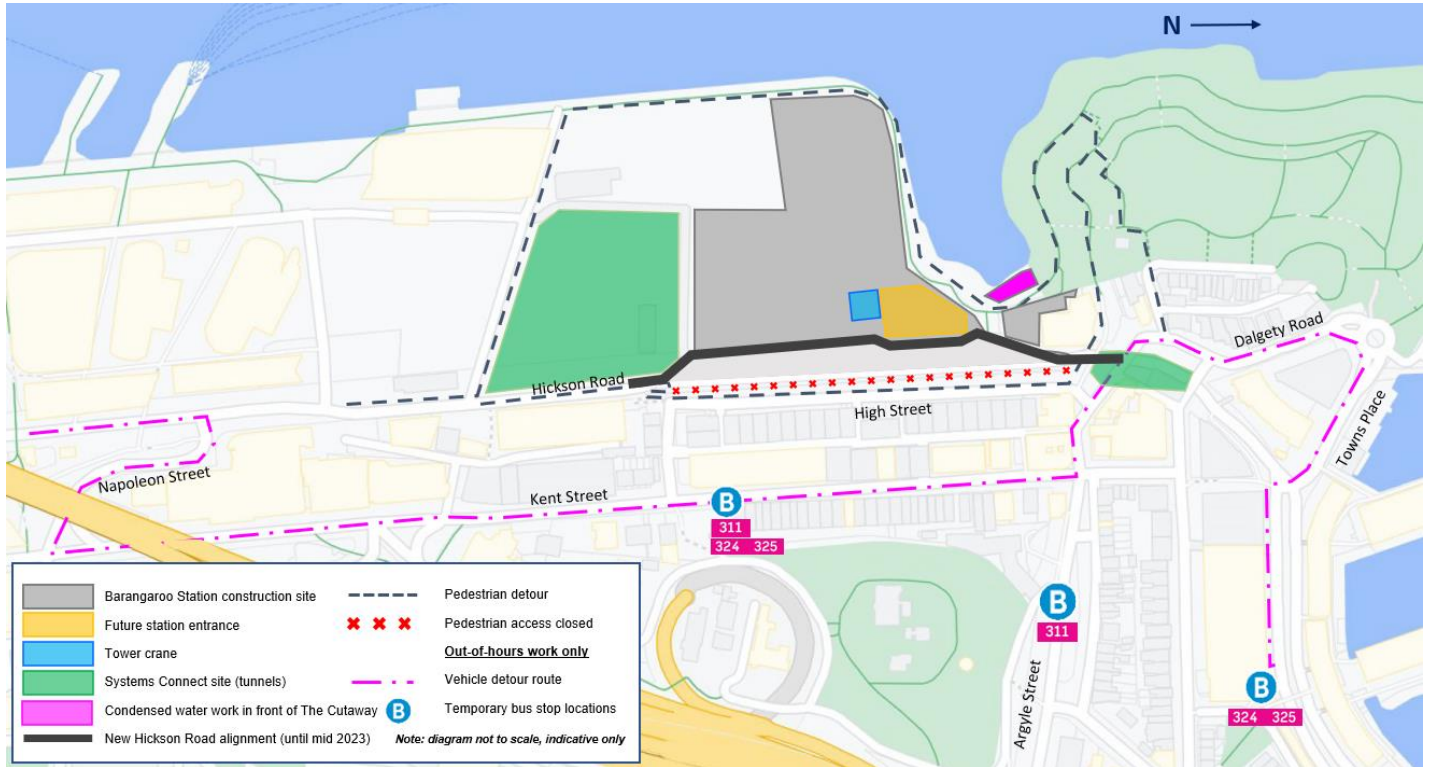 N
Dalgety Road
Hickson Road
High Street
Towns Place
Napoleon Street
Kent Street
B
311
324 325
B
311
Argyle Street
B
324 325
Barangaroo Station construction site
Future station entrance
Tower crane
Systems Connect site (tunnels)
Condensed water work in front of The Cutaway
New Hickson Road alignment (until mid 2023)
Pedestrian detour
Pedestrian access closed
Out-of-hours work only
Vehicle detour route
B Temporary bus stop locations
Note: diagram not to scale, indicative only